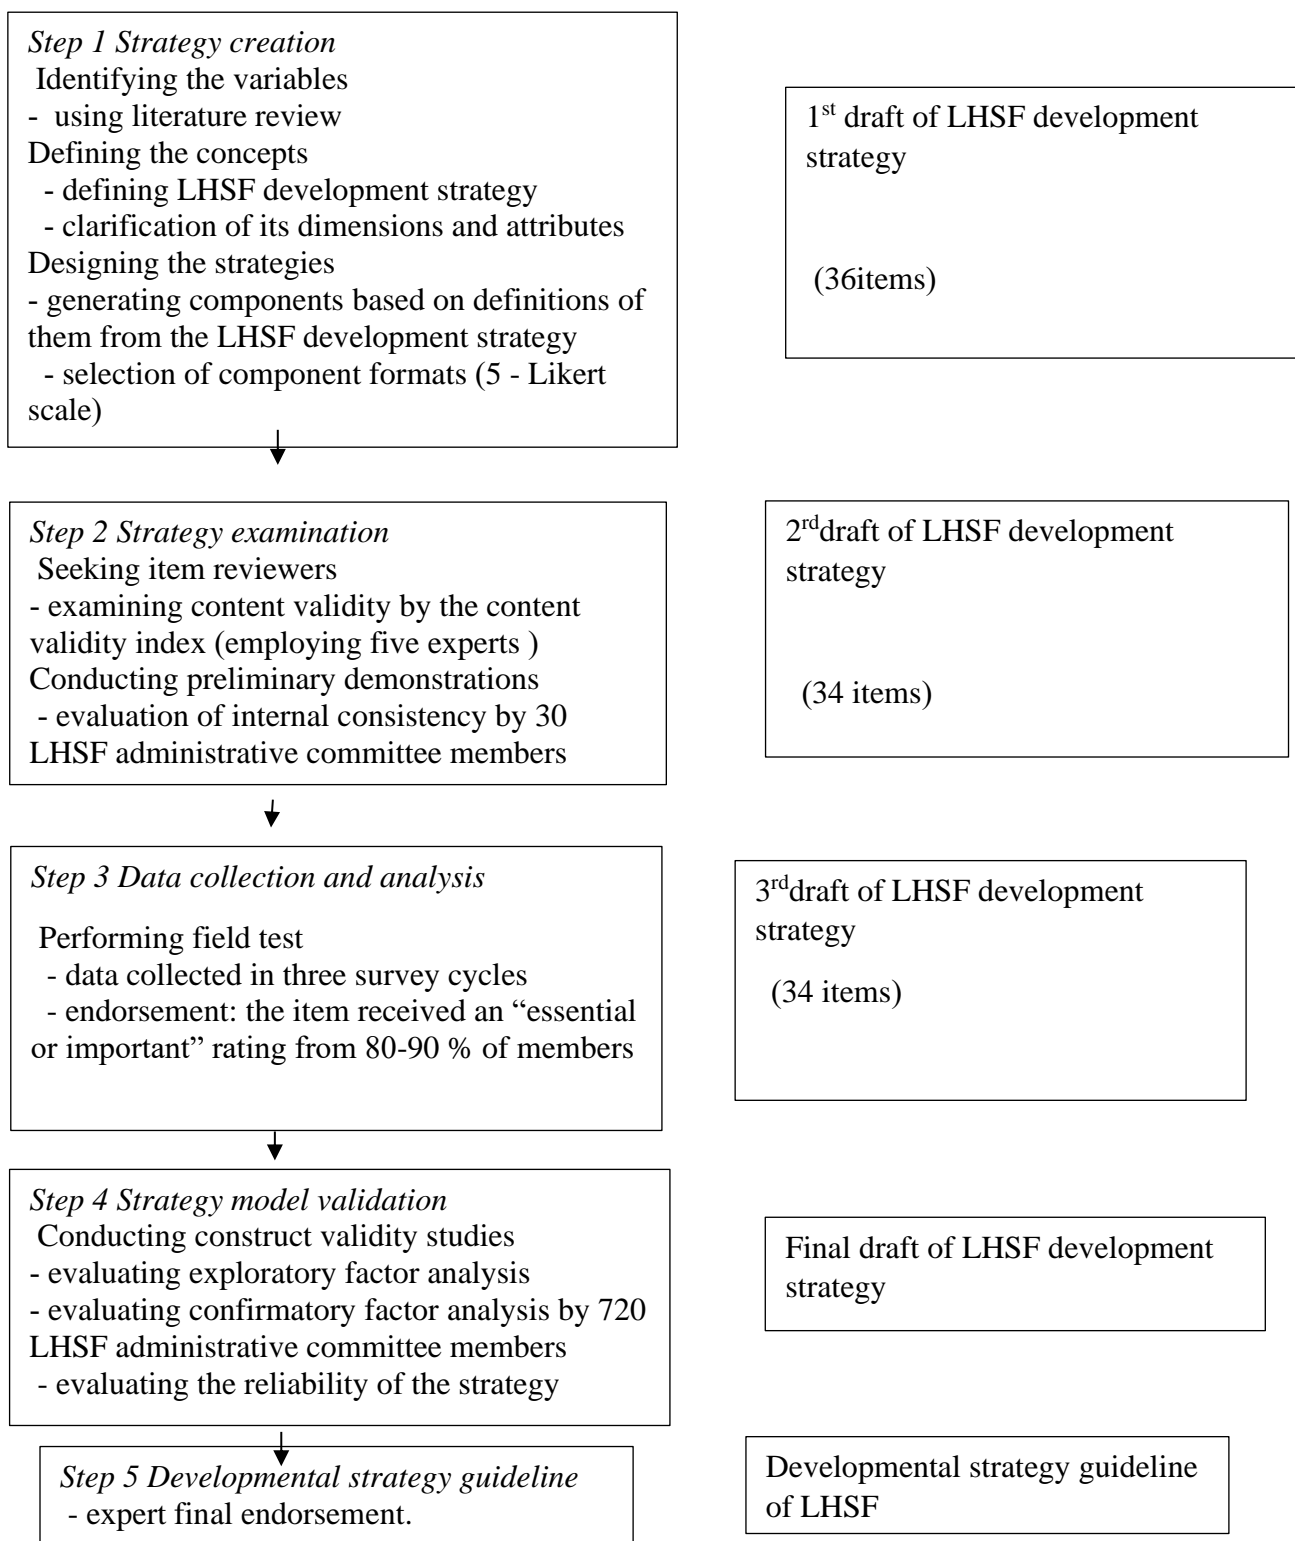 Step 1 Strategy creation
Identifying the variables
- using literature review
Defining the concepts
- defining LHSF development strategy
- clarification of its dimensions and attributes
Designing the strategies
- generating components based on definitions of
them from the LHSF development strategy
- selection of component formats (5 - Likert
scale)
1st draft of LHSF development
strategy
(36items)
Step 2 Strategy examination
Seeking item reviewers
- examining content validity by the content
validity index (employing five experts )
Conducting preliminary demonstrations
- evaluation of internal consistency by 30
LHSF administrative committee members
2rddraft of LHSF development
strategy
(34 items)
Step 3 Data collection and analysis
Performing field test
- data collected in three survey cycles
- endorsement: the item received an “essential
or important” rating from 80-90 % of members
3rddraft of LHSF development
strategy
(34 items)
Step 4 Strategy model validation
Conducting construct validity studies
- evaluating exploratory factor analysis
- evaluating confirmatory factor analysis by 720
LHSF administrative committee members
- evaluating the reliability of the strategy
Final draft of LHSF development
strategy
Step 5 Developmental strategy guideline
- expert final endorsement.
Developmental strategy guideline
of LHSF